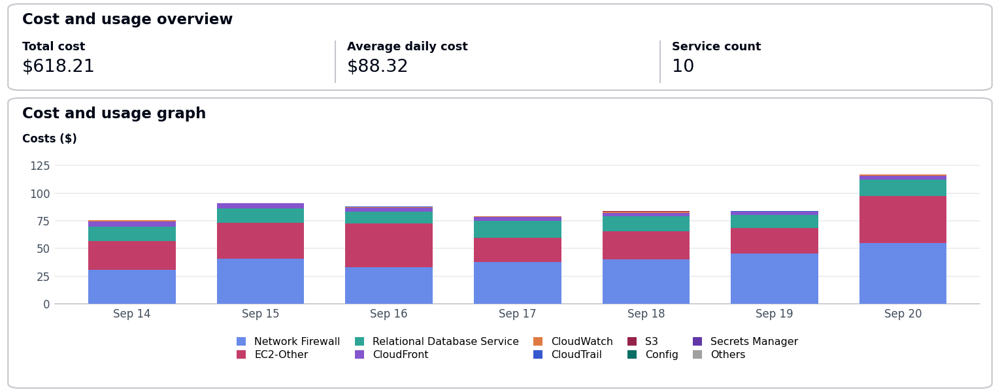 Cost and usage overview
Total cost
$618.21
Average daily cost
$88.32
Service count
10
Cost and usage graph
Costs ($)
125
100
75
50
25
0
Sep 14 Sep 15 Sep 16 Sep 17 Sep 18 Sep 19 Sep 20
Network Firewall Relational Database Service CloudWatch S3 Secrets Manager
EC2-Other CloudFront CloudTrail Config Others